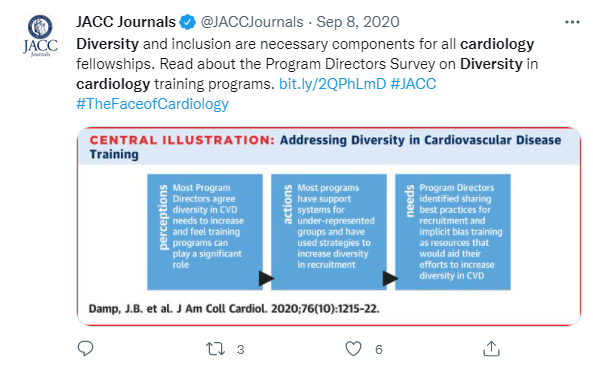 JACC Journals @JACCJournals · Sep 8, 2020
Diversity and inclusion are necessary components for all cardiology
fellowships. Read about the Program Directors Survey on Diversity in
cardiology training programs. bit.ly/2QPhLmD #JACC
#TheFaceofCardiology
JACC
Journals
CENTRAL ILLUSTRATION: Addressing Diversity in Cardiovascular Disease
Training
perceptions
Most Program
Directors agree
diversity in CVD
needs to increase
and feel training
programs can
play a significant
role
actions
Most programs
have support
systems for
under-represented
groups and have
used strategies to
increase diversity
in recruitment
needs
Program Directors
identified sharing
best practices for
recruitment and
implicit bias training
as resources that
would aid their
efforts to increase
diversity in CVD
Damp, J.B. et al. J Am Coll Cardiol. 2020;76(10):1215-22.
3
6